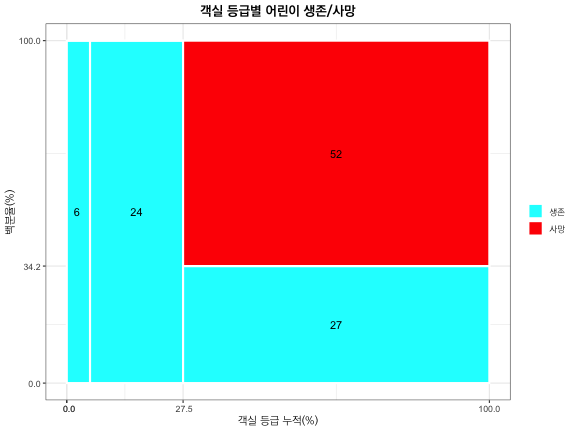 객실 등급별 어린이 생존/사망
백분율(%)
100.0
34.2
0.0
6
24
52
27
생존
사망
0.0
27.5
100.0
객실 등급 누적(%)